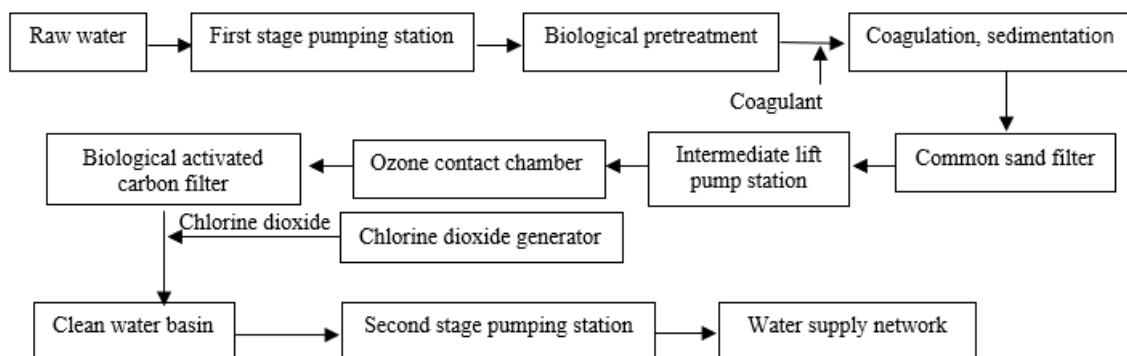 Raw water
First stage pumping station
Biological pretreatment
Coagulation, sedimentation
Coagulant
Common sand filter
Intermediate lift
pump station
Ozone contact chamber
Biological activated
carbon filter
Chlorine dioxide
Chlorine dioxide generator
Clean water basin
Second stage pumping station
Water supply network